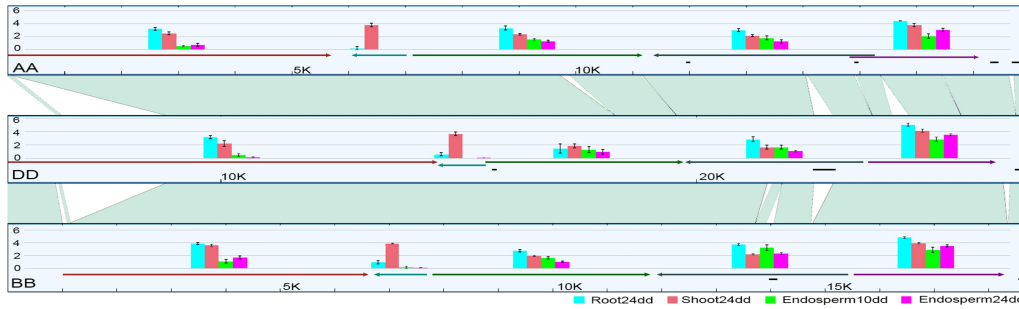 6
4
2
0
AA
5K
10K
6
4
2
0
DD
10K
20K
6
4
2
0
BB
5K
10K
15K
Root24dd
Shoot24dd
Endosperm10dd
Endosperm24dd